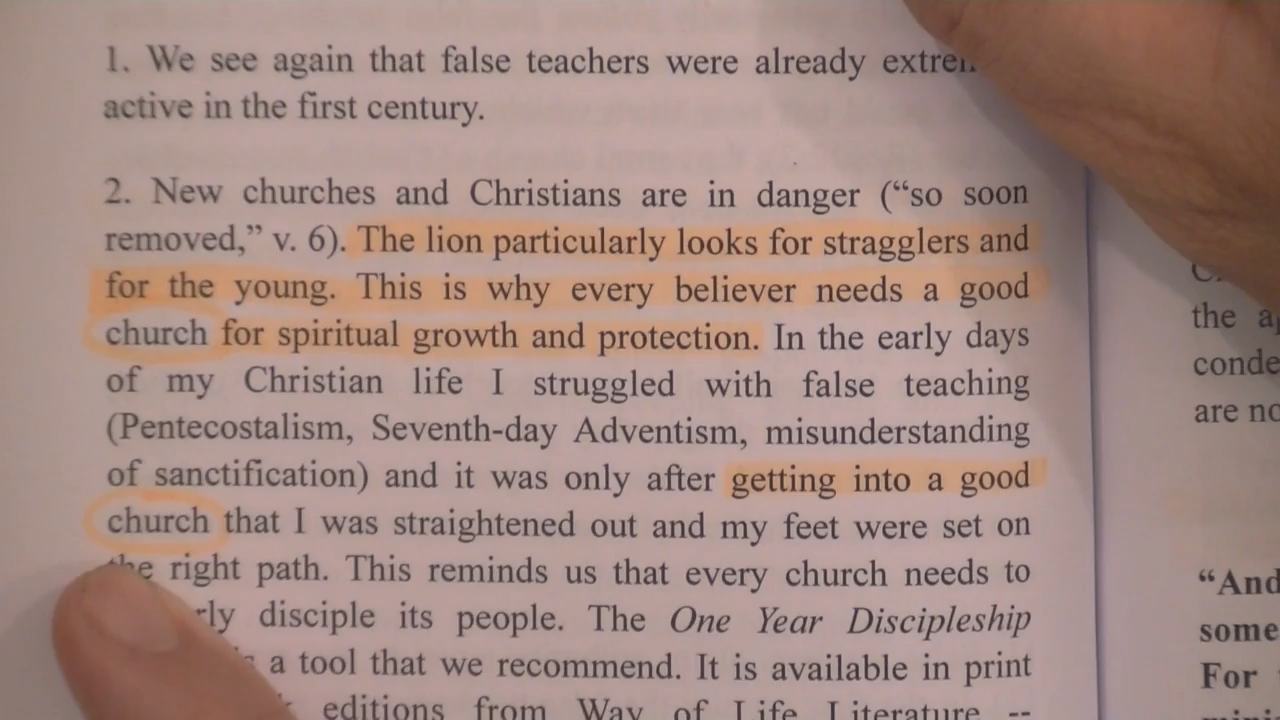 1. We see again that false teachers were already
active in the first century.
2. New churches and Christians are in danger (“so soon
removed,” v. 6). The lion particularly looks for stragglers and
for the young. This is why every believer needs a good
church for spiritual growth and protection. In the early days
of my Christian life I struggled with false teaching
(Pentecostalism, Seventh-day Adventism, misunderstanding
of sanctification) and it was only after getting into a good
church that I was straightened out and my feet were set on
the right path. This reminds us that every church needs to
disciple its people. The One Year Discipleship
a tool that we recommend. It is available in print
editions from Way of Life Literature --
the
are
“And
some
For